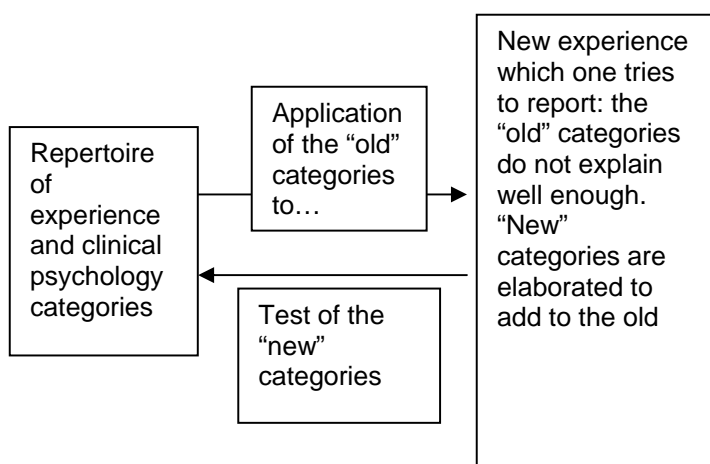 Repertoire
of
experience
and clinical
psychology
categories
Application
of the “old”
categories
to…
Test of the
“new”
categories
New experience
which one tries
to report: the
“old” categories
do not explain
well enough.
“New”
categories are
elaborated to
add to the old